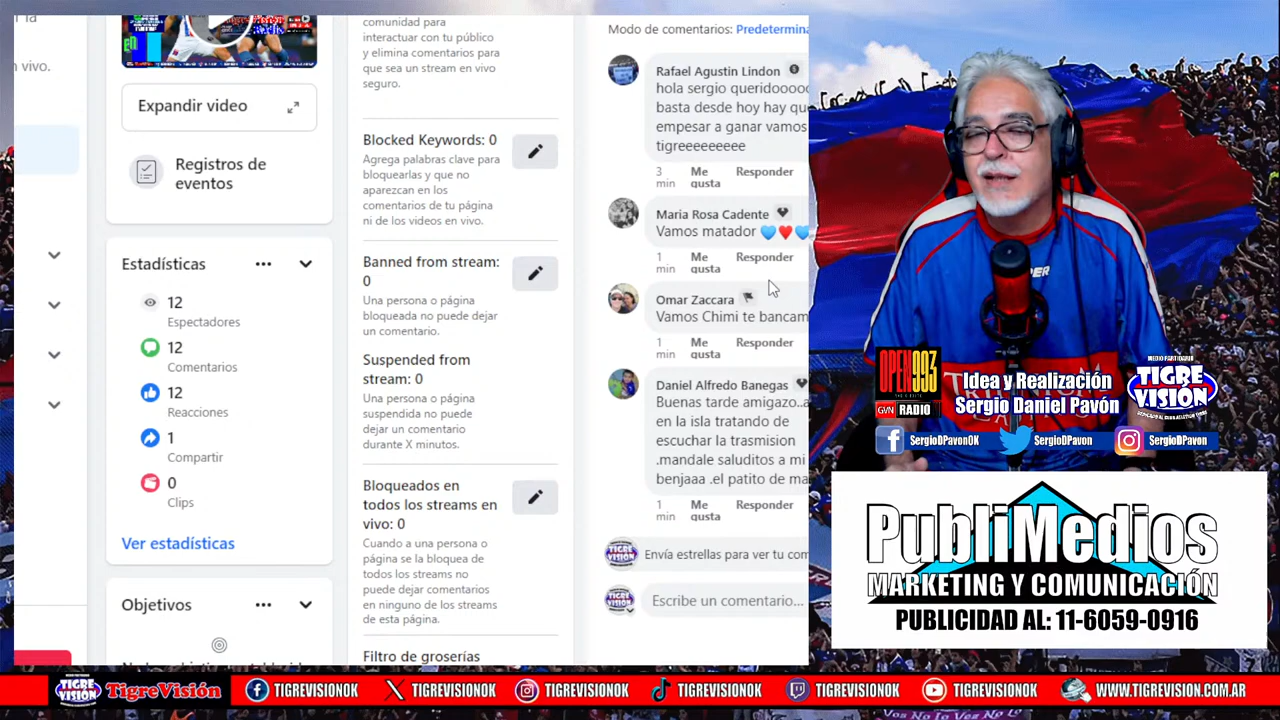 n vivo.
Expandir video
Registros de
eventos
Estadísticas
12
Espectadores
12
Comentarios
12
Reacciones
1
Compartir
0
Clips
Ver estadísticas
Objetivos
comunidad para
interactuar con tu público
y elimina comentarios para
que sea un stream en vivo
seguro.
Blocked Keywords: 0
Agrega palabras clave para
bloquearlas y que no
aparezcan en los
comentarios de tu página
ni de los videos en vivo.
Banned from stream:
0
Una persona o página
bloqueada no puede dejar
un comentario.
Suspended from
stream: 0
Una persona o página
suspendida no puede
dejar un comentario
durante X minutos.
Bloqueados en
todos los streams en
vivo: 0
Cuando a una persona o
página se la bloquea de
todos los streams no
puede dejar comentarios
en ninguno de los streams
de esta página.
Filtro de groserías
Modo de comentarios: Predetermina
Rafael Agustin Lindon
hola sergio queridooooo
basta desde hoy hay qu
empesar a ganar vamos
tigreeeeeeeee
3 min Me gusta Responder
Maria Rosa Cadente
Vamos matador 💙❤️💙
1 min Me gusta Responder
Omar Zaccara
Vamos Chimi te bancam
1 min Me gusta Responder
Daniel Alfredo Banegas
Buenas tarde amigazo..a
en la isla tratando de
escuchar la trasmision
.mandale saluditos a mi
benjaaa .el patito de ma
1 min Me gusta Responder
Envía estrellas para ver tu com
Escribe un comentario...
OPEN 993
GVN RADIO
Idea y Realización
Sergio Daniel Pavón
MEDIO PARTIDARIO
TIGRE
VISION
SergioDPavonOK
SergioDPavon
SergioDPavon
PubliMedios
MARKETING Y COMUNICACIÓN
PUBLICIDAD AL: 11-6059-0916
TIGRE
VISION
TigreVisión
TIGREVISIONOK
TIGREVISIONOK
TIGREVISIONOK
TIGREVISIONOK
TIGREVISIONOK
TIGREVISIONOK
WWW.TIGREVISION.COM.AR